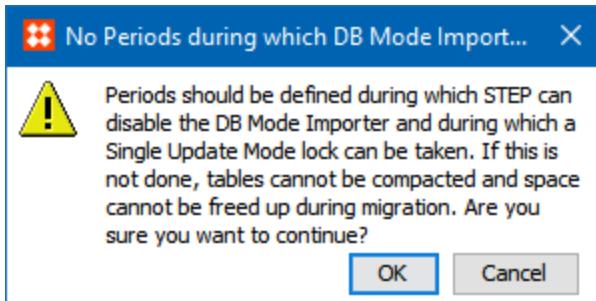 No Periods during which DB Mode Import...
Periods should be defined during which STEP can
disable the DB Mode Importer and during which a
Single Update Mode lock can be taken. If this is
not done, tables cannot be compacted and space
cannot be freed up during migration. Are you
sure you want to continue?
OK Cancel